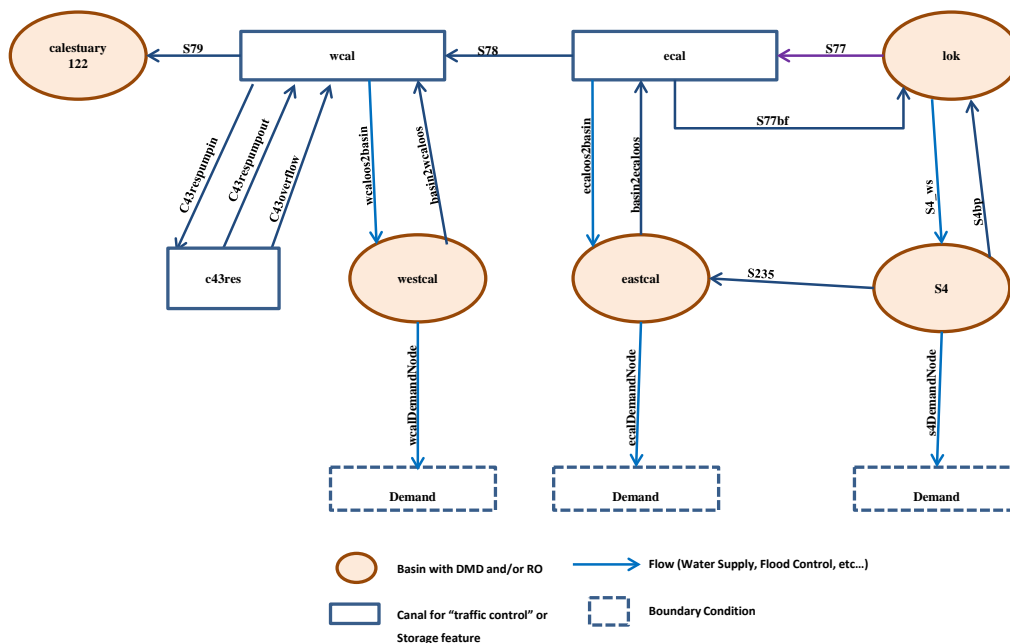 calestuary
122
S79
wcal
S78
ecal
S77
lok
S77bf
C43respumpin
C43respumpout
C43overflow
wcaloos2basin
basin2wcaloos
ecaloos2basin
basin2ecaloos
S4_ws
S4bp
c43res
westcal
eastcal
S235
S4
wcalDemandNode
ecalDemandNode
s4DemandNode
Demand
Demand
Demand
Basin with DMD and/or RO
Flow (Water Supply, Flood Control, etc…)
Canal for “traffic control” or
Storage feature
Boundary Condition